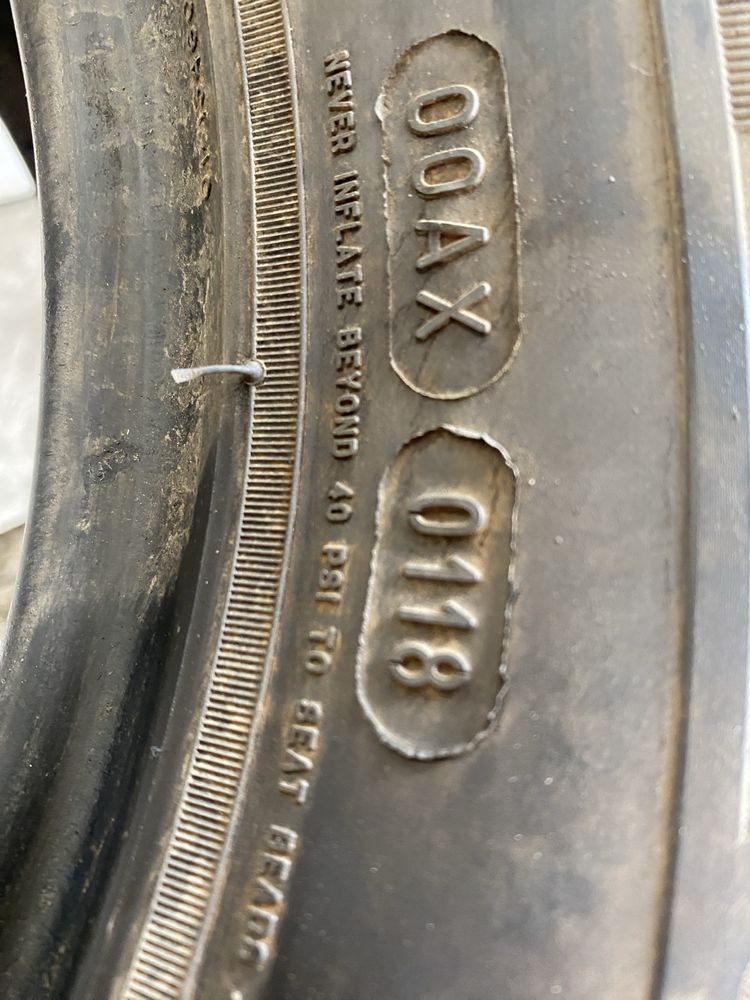 00AX
0118
NEVER INFLATE BEYOND 40 PSI TO SEAT BEADS